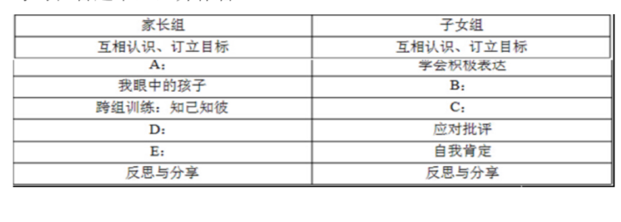 家长组 子女组
互相认识、订立目标 互相认识、订立目标
A： 学会积极表达
我眼中的孩子 B：
跨组训练：知己知彼 C：
D： 应对批评
E： 自我肯定
反思与分享 反思与分享